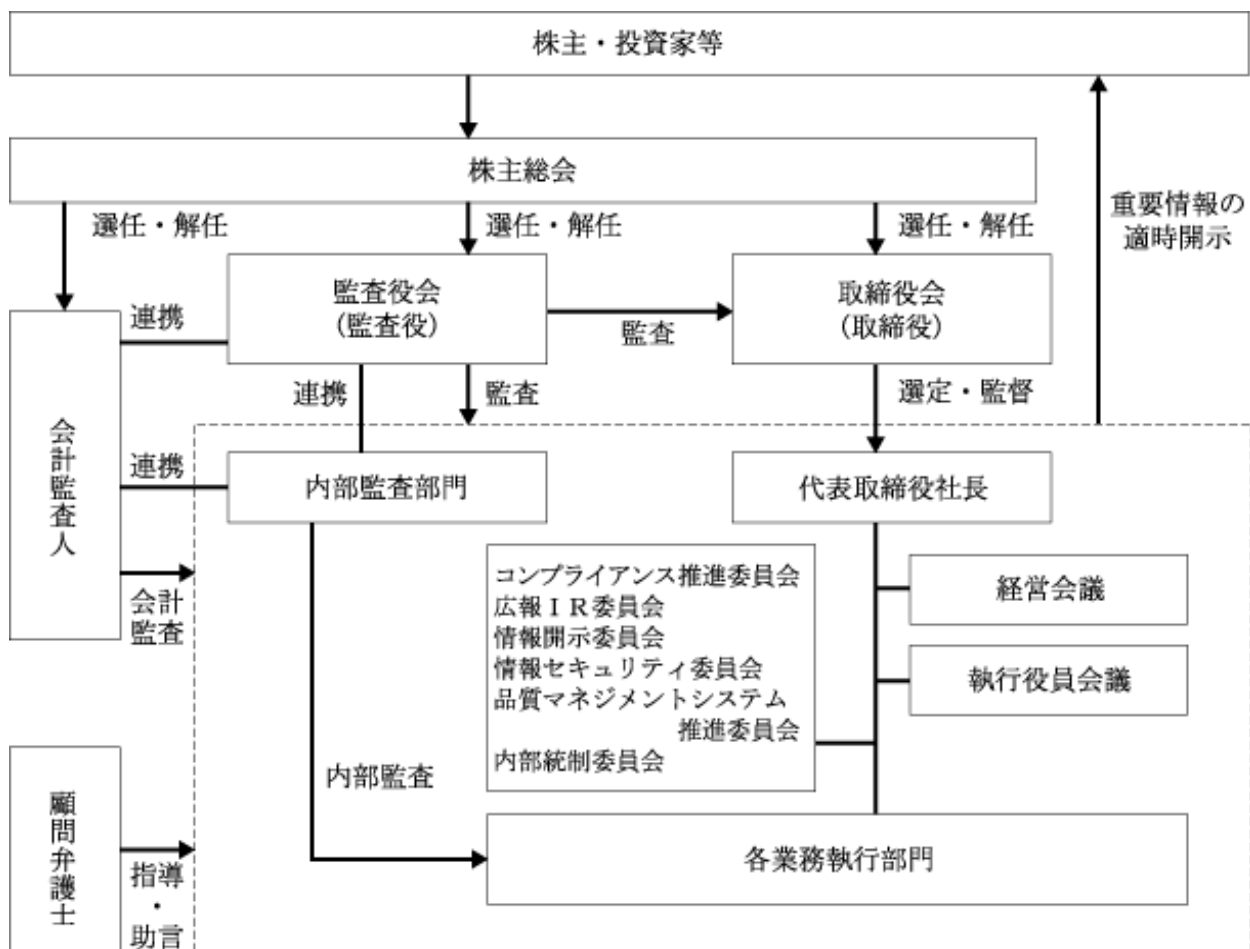 株主・投資家等
株主総会
選任・解任
選任・解任
選任・解任
重要情報の
適時開示
監査役会
(監査役)
取締役会
(取締役)
連携
監査
連携
監査
選定・監督
会計監査人
連携
内部監査部門
代表取締役社長
会計
監査
コンプライアンス推進委員会
広報ＩＲ委員会
情報開示委員会
情報セキュリティ委員会
品質マネジメントシステム
推進委員会
内部統制委員会
経営会議
執行役員会議
内部監査
顧問弁護士
指導
・
助言
各業務執行部門